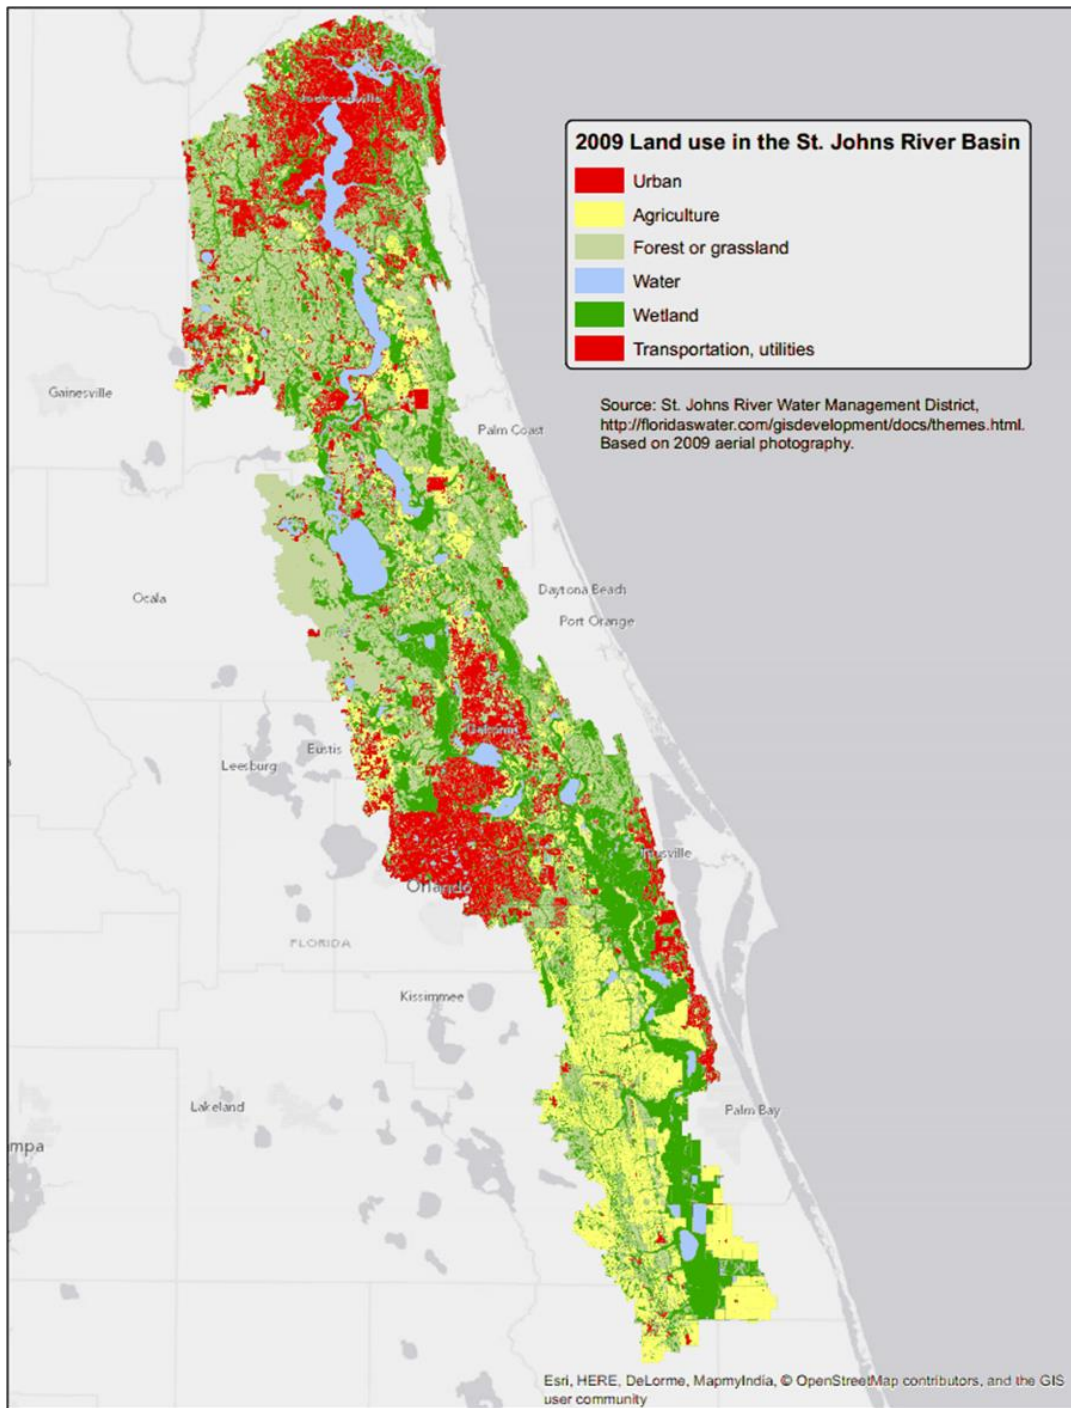 Jacksonville
2009 Land use in the St. Johns River Basin
Urban
Agriculture
Forest or grassland
Water
Wetland
Transportation, utilities
Gainesville
Source: St. Johns River Water Management District,
http://floridaswater.com/gisdevelopment/docs/themes.html.
Based on 2009 aerial photography.
Palm Coast
Ocala
Daytona Beach
Port Orange
Deltona
Eustis
Leesburg
Titusville
Orlando
FLORIDA
Kissimmee
Lakeland
Palm Bay
mpa
Esri, HERE, DeLorme, MapmyIndia, © OpenStreetMap contributors, and the GIS
user community